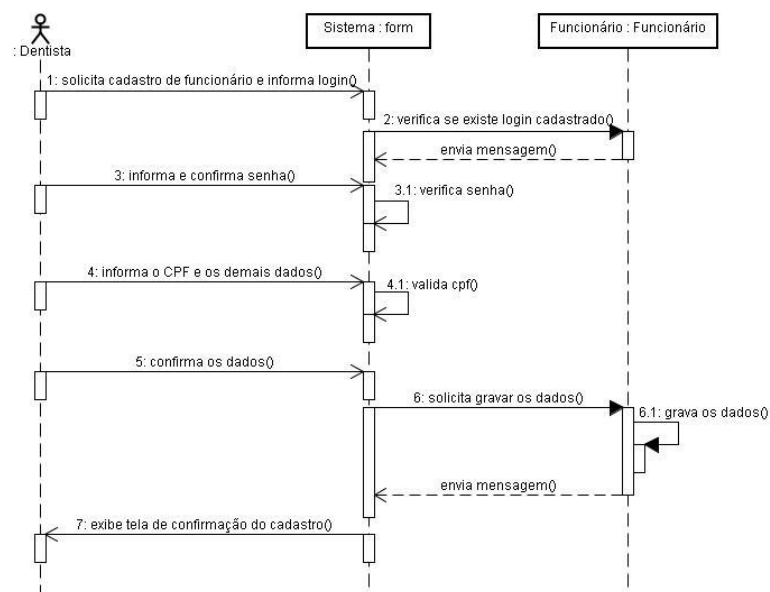 : Dentista
Sistema : form
Funcionário : Funcionário
1: solicita cadastro de funcionário e informa login()
2: verifica se existe login cadastrado()
envia mensagem()
3: informa e confirma senha()
3.1: verifica senha()
4: informa o CPF e os demais dados()
4.1: valida cpf()
5: confirma os dados()
6: solicita gravar os dados()
6.1: grava os dados()
envia mensagem()
7: exibe tela de confirmação do cadastro()